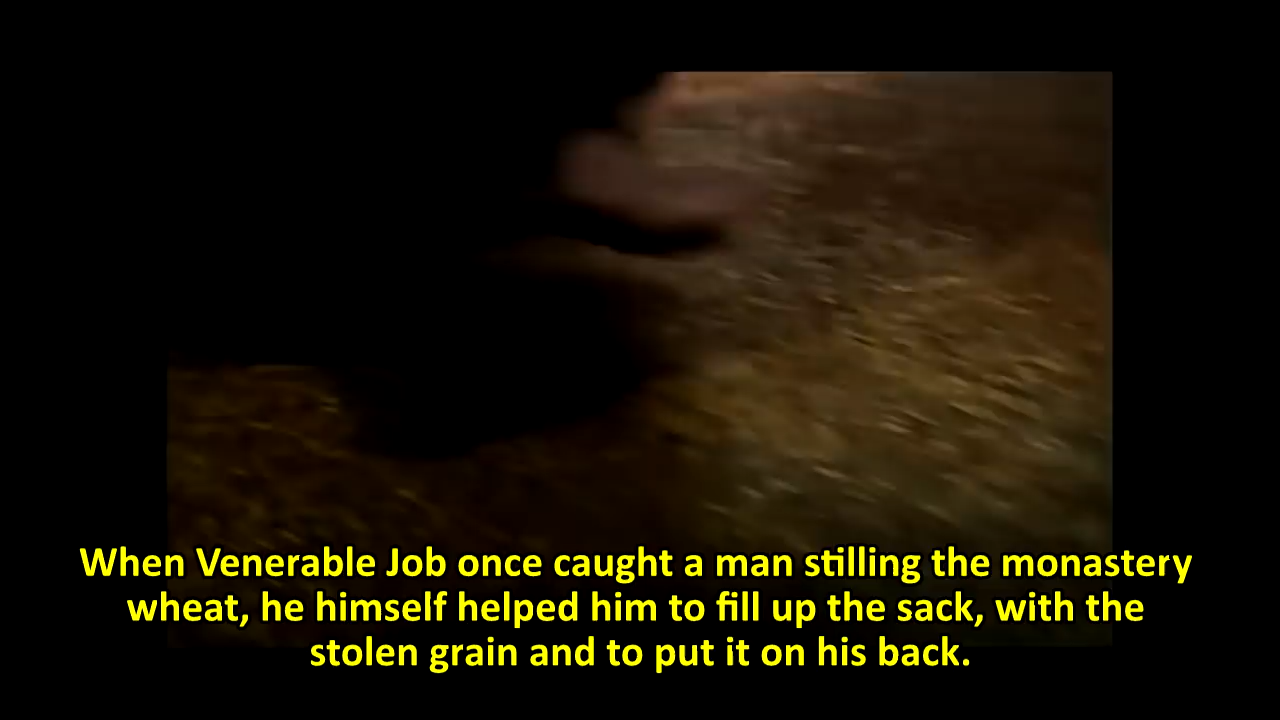 When Venerable Job once caught a man stilling the monastery
wheat, he himself helped him to fill up the sack, with the
stolen grain and to put it on his back.